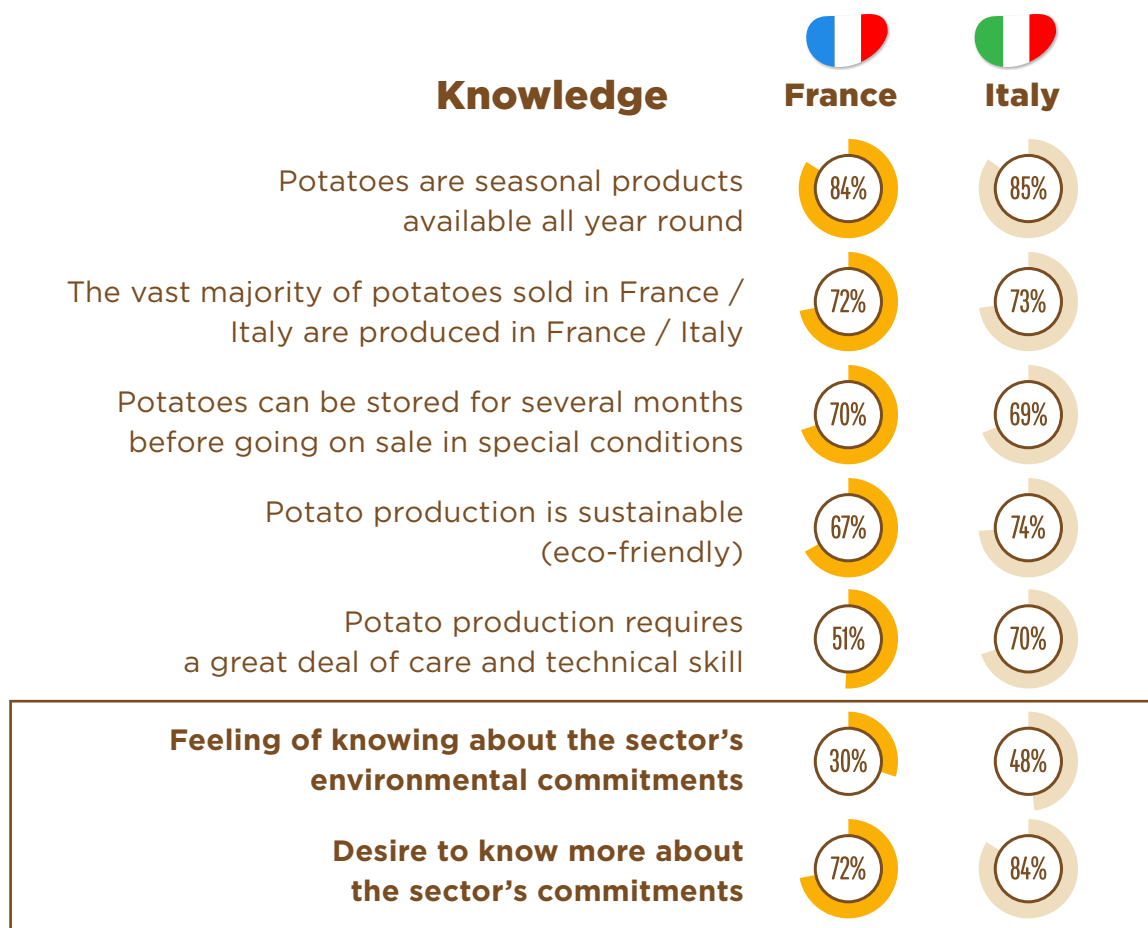 Knowledge
France
Italy
Potatoes are seasonal products
available all year round
84%
85%
The vast majority of potatoes sold in France /
Italy are produced in France / Italy
72%
73%
Potatoes can be stored for several months
before going on sale in special conditions
70%
69%
Potato production is sustainable
(eco-friendly)
67%
74%
Potato production requires
a great deal of care and technical skill
51%
70%
Feeling of knowing about the sector’s
environmental commitments
30%
48%
Desire to know more about
the sector’s commitments
72%
84%